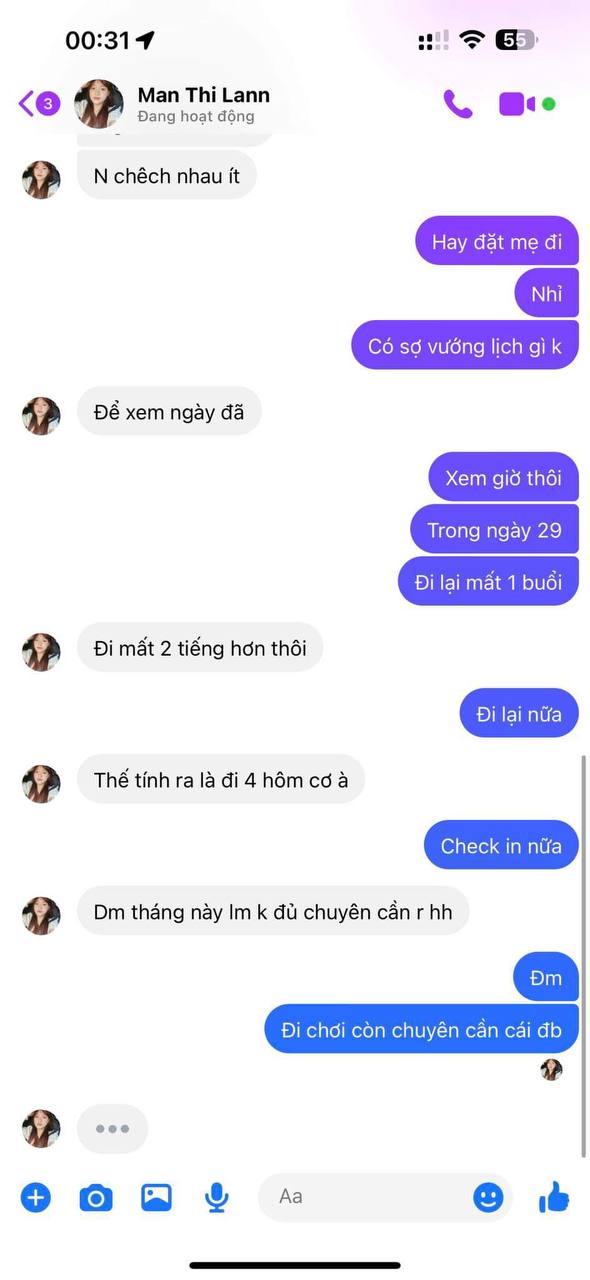 00:31
55
3
Man Thi Lann
Đang hoạt động
N chêch nhau ít
Hay đặt mẹ đi
Nhỉ
Có sợ vướng lịch gì k
Để xem ngày đã
Xem giờ thôi
Trong ngày 29
Đi lại mất 1 buổi
Đi mất 2 tiếng hơn thôi
Đi lại nữa
Thế tính ra là đi 4 hôm cơ à
Check in nữa
Dm tháng này lm k đủ chuyên cần r hh
Đm
Đi chơi còn chuyên cần cái đb
Aa